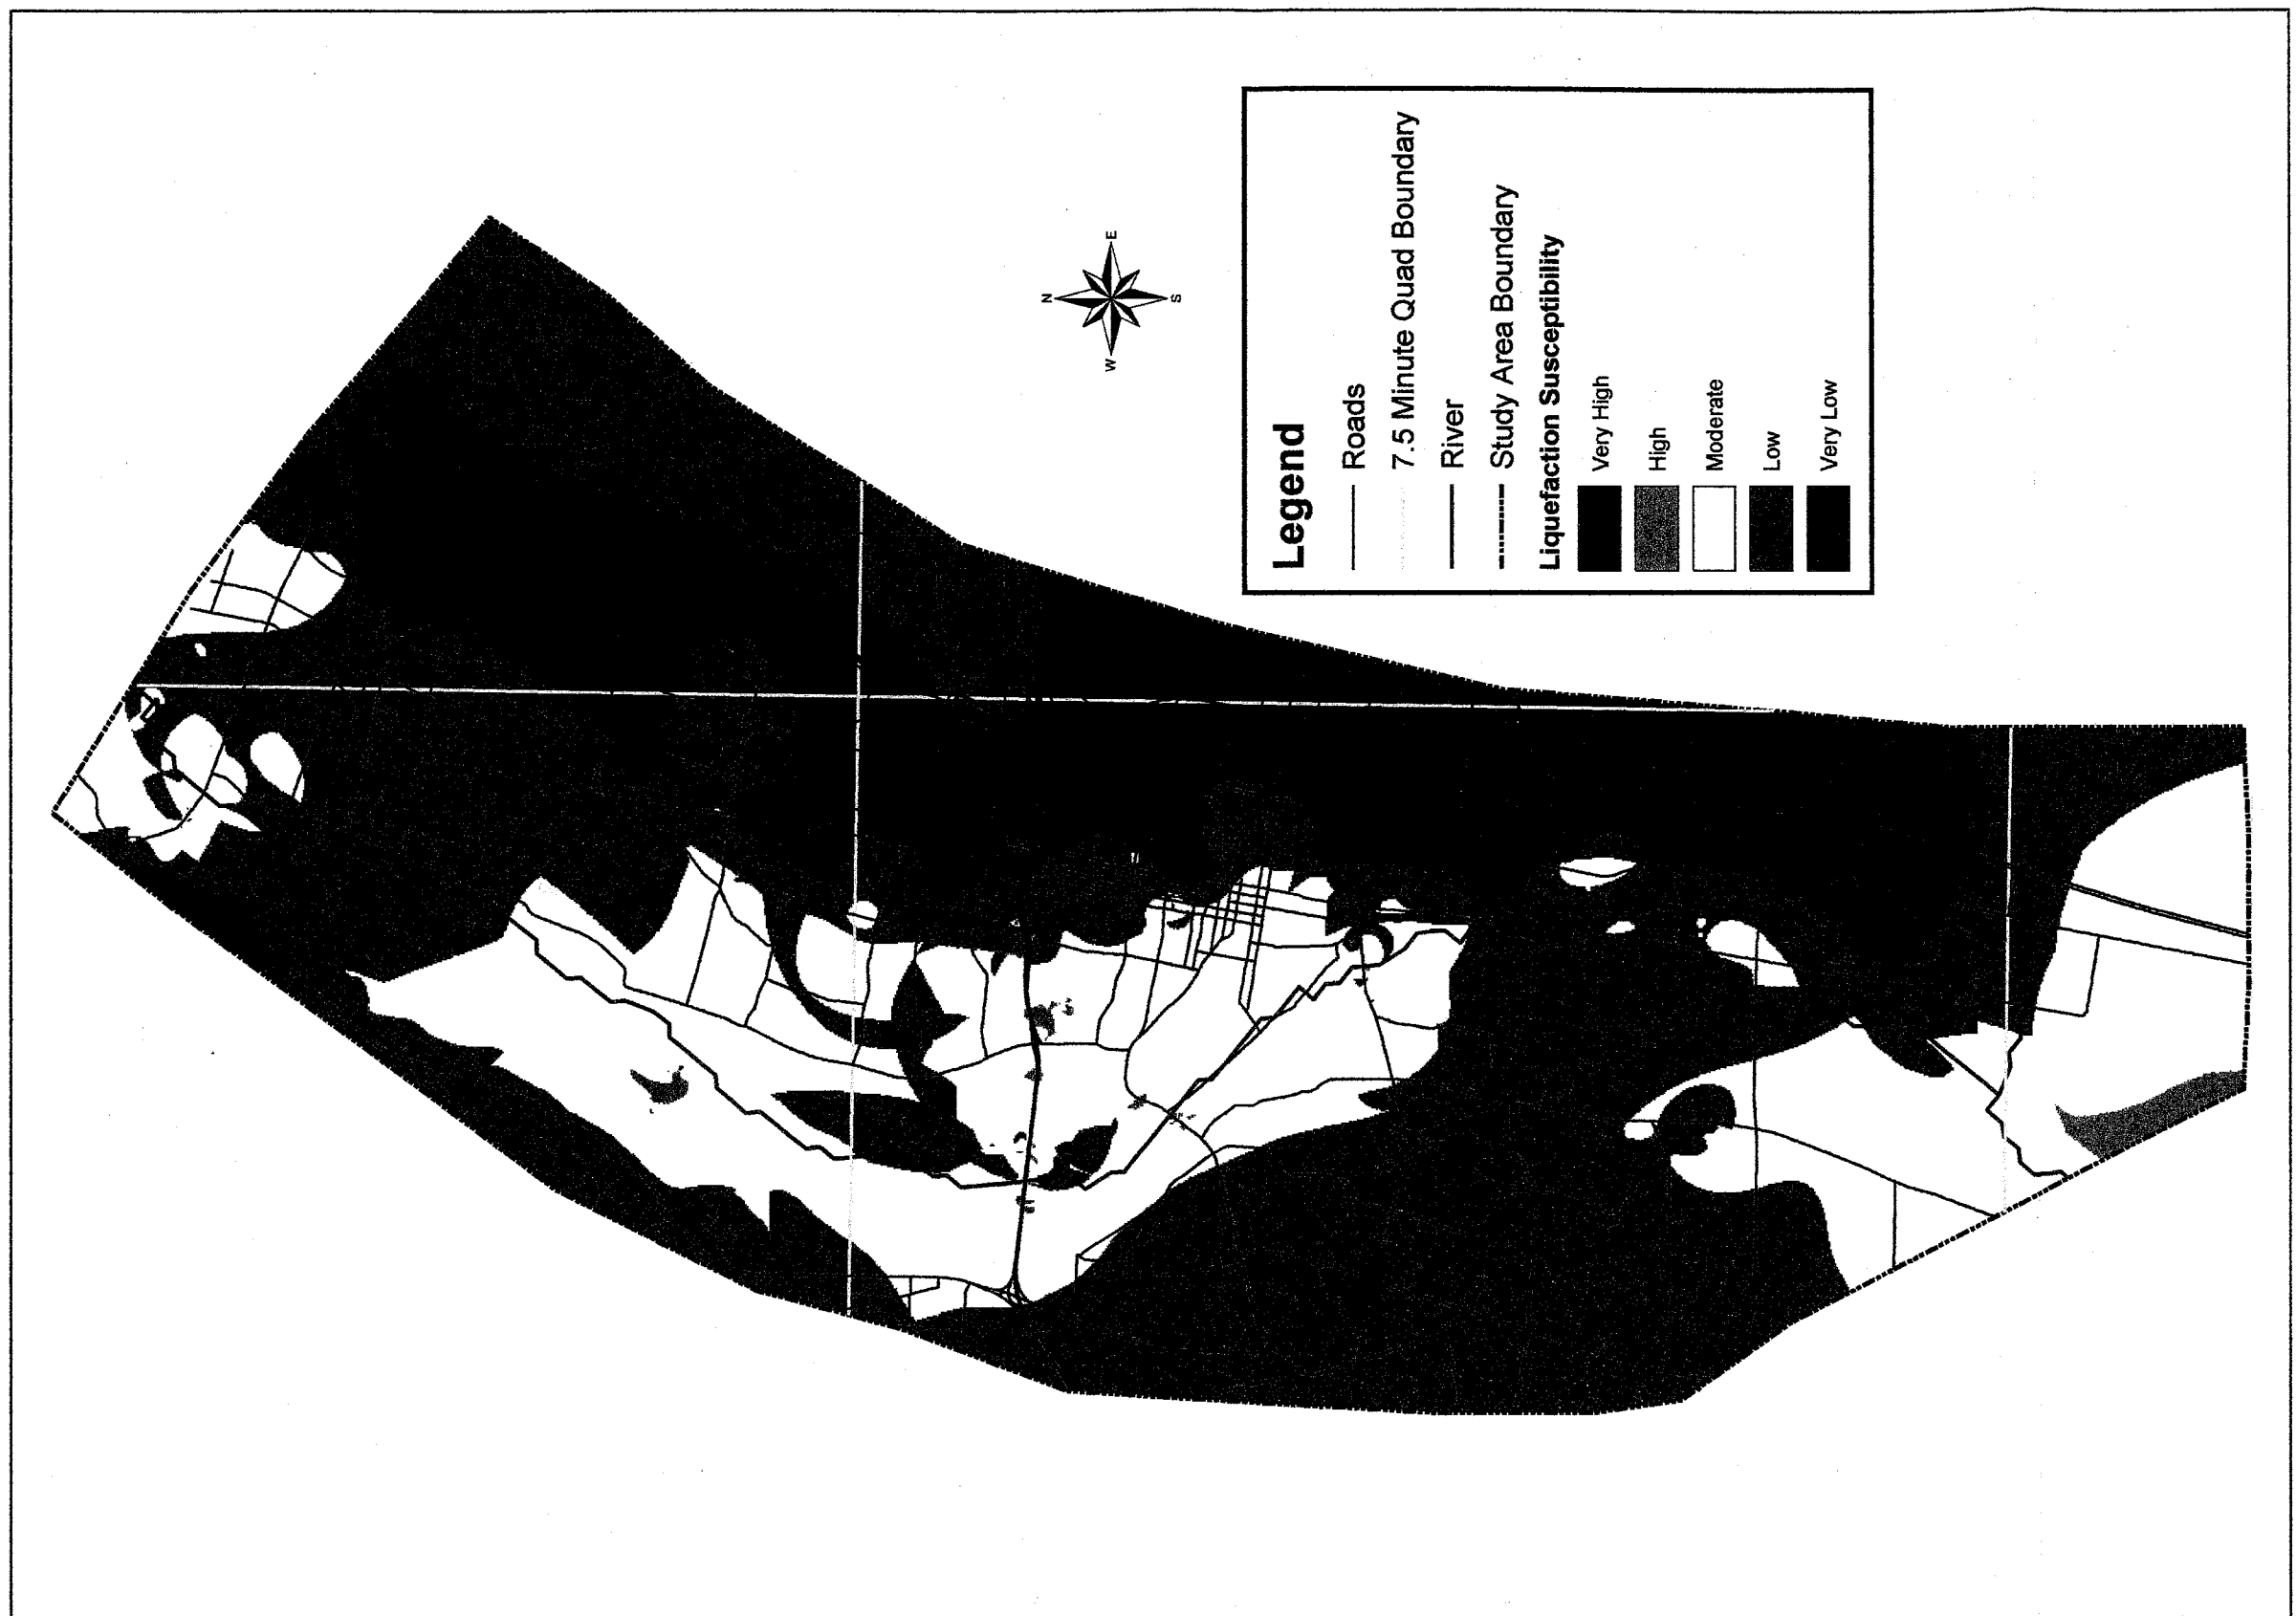 N
W
E
S
Legend
Roads
7.5 Minute Quad Boundary
River
Study Area Boundary
Liquefaction Susceptibility
Very High
High
Moderate
Low
Very Low